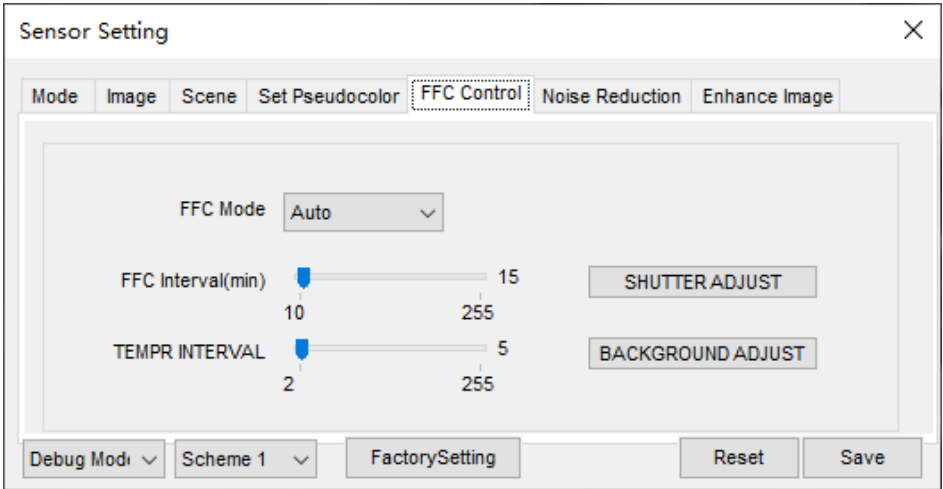 Sensor Setting
Mode Image Scene Set Pseudocolor FFC Control Noise Reduction Enhance Image
FFC Mode Auto
FFC Interval(min) 15 SHUTTER ADJUST
10 255
TEMPR INTERVAL 5 BACKGROUND ADJUST
2 255
Debug Mod Scheme 1 FactorySetting Reset Save